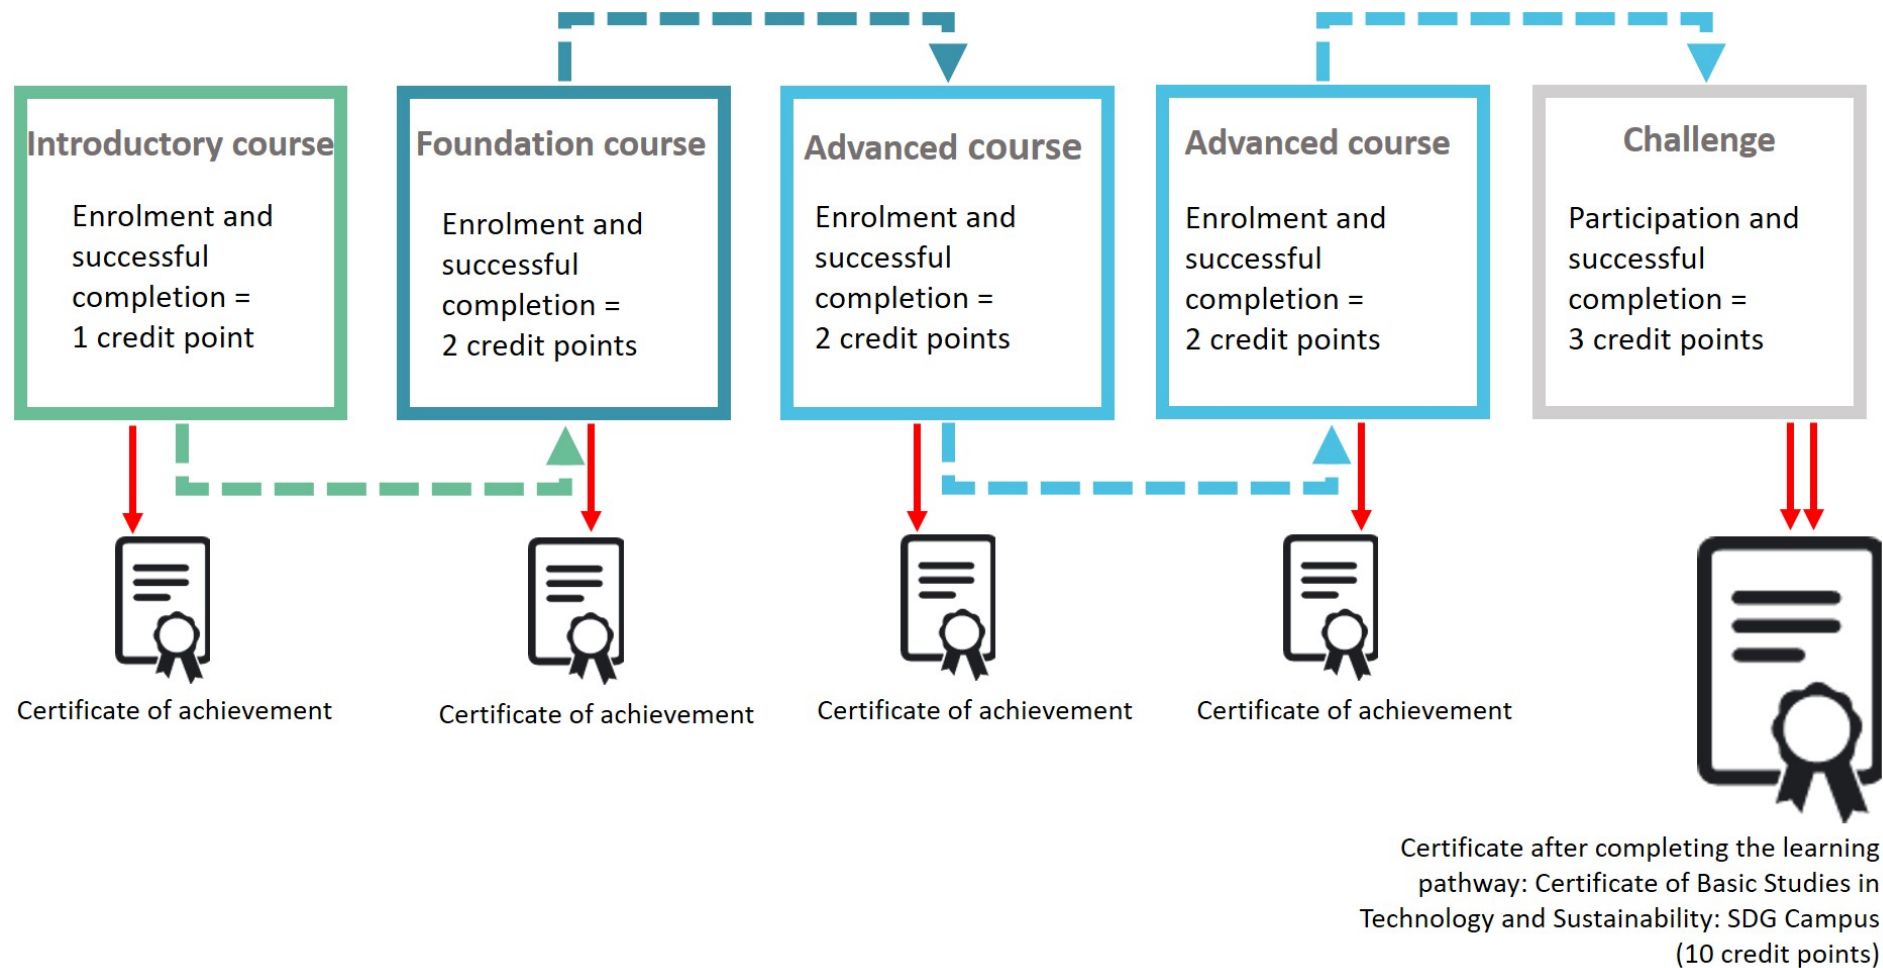 Introductory course
Enrolment and
successful
completion =
1 credit point
Foundation course
Enrolment and
successful
completion =
2 credit points
Advanced course
Enrolment and
successful
completion =
2 credit points
Advanced course
Enrolment and
successful
completion =
2 credit points
Challenge
Participation and
successful
completion =
3 credit points
Certificate of achievement
Certificate of achievement
Certificate of achievement
Certificate of achievement
Certificate after completing the learning
pathway: Certificate of Basic Studies in
Technology and Sustainability: SDG Campus
(10 credit points)